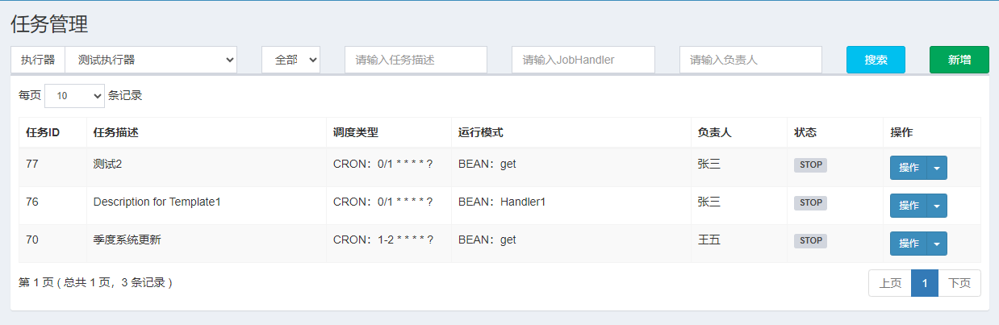 任务管理
执行器 测试执行器 全部 请输入任务描述 请输入JobHandler 请输入负责人 搜索 新增
每页 10 条记录
任务ID 任务描述 调度类型 运行模式 负责人 状态 操作
77 测试2 CRON：0/1 * * * * ? BEAN：get 张三 STOP 操作
76 Description for Template1 CRON：0/1 * * * * ? BEAN：Handler1 张三 STOP 操作
70 季度系统更新 CRON：1-2 * * * * ? BEAN：get 王五 STOP 操作
第 1 页 ( 总共 1 页，3 条记录 ) 上页 1 下页